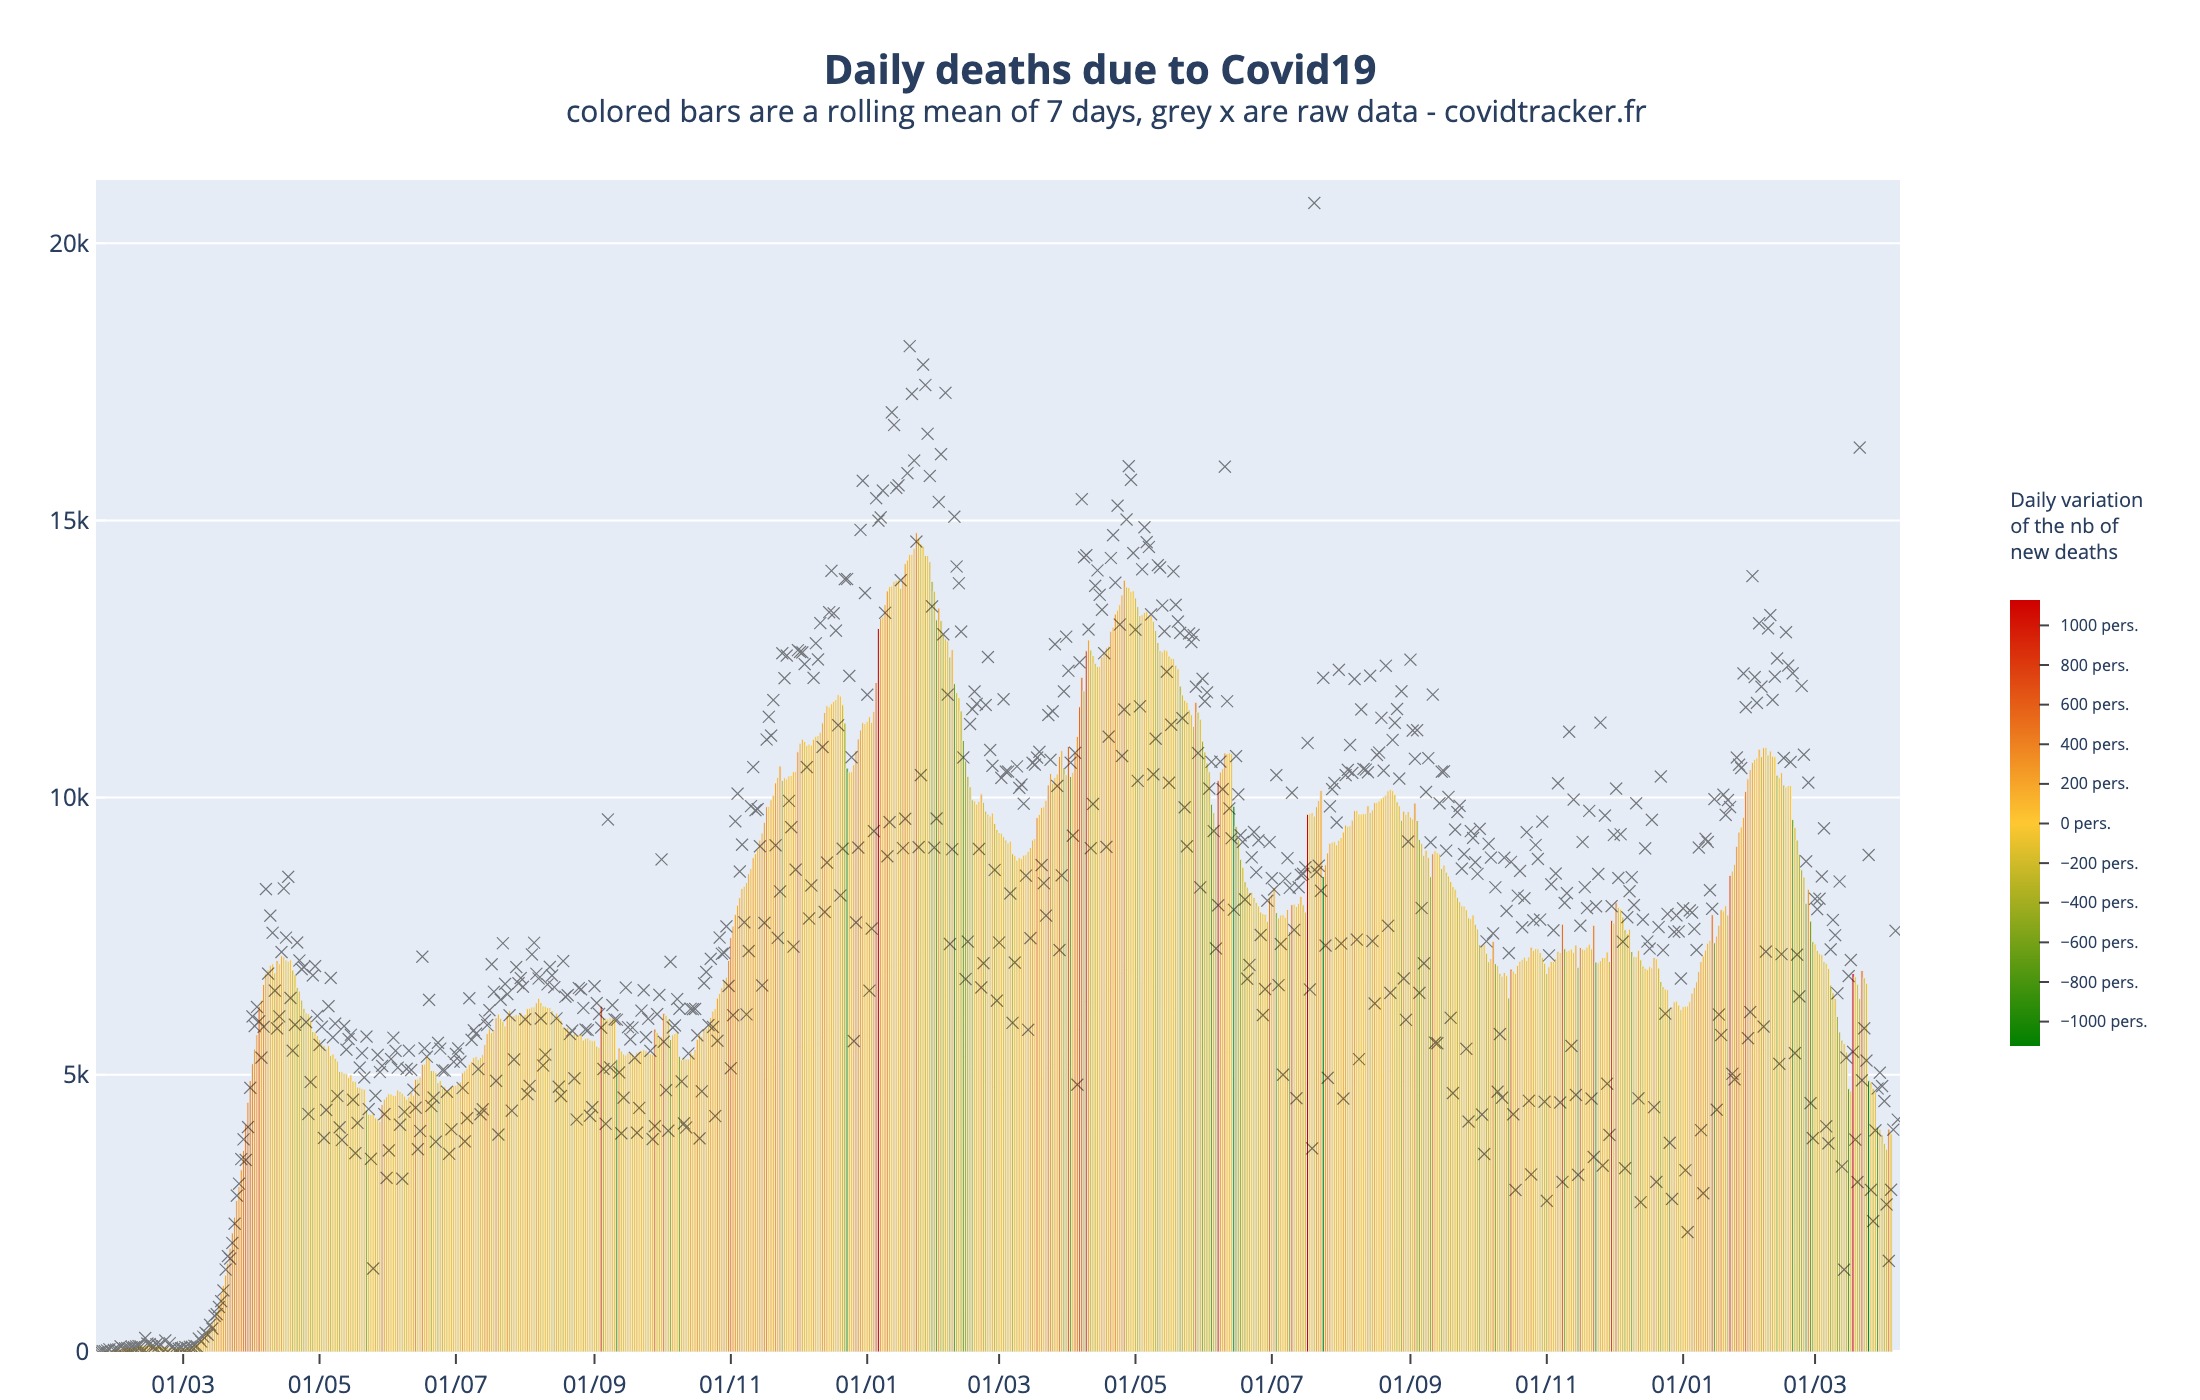 Daily deaths due to Covid19
colored bars are a rolling mean of 7 days, grey x are raw data - covidtracker.fr
20k
15k
10k
5k
0
01/03
01/05
01/07
01/09
01/11
01/01
01/03
01/05
01/07
01/09
01/11
01/01
01/03
Daily variation
of the nb of
new deaths
1000 pers.
800 pers.
600 pers.
400 pers.
200 pers.
0 pers.
−200 pers.
−400 pers.
−600 pers.
−800 pers.
−1000 pers.